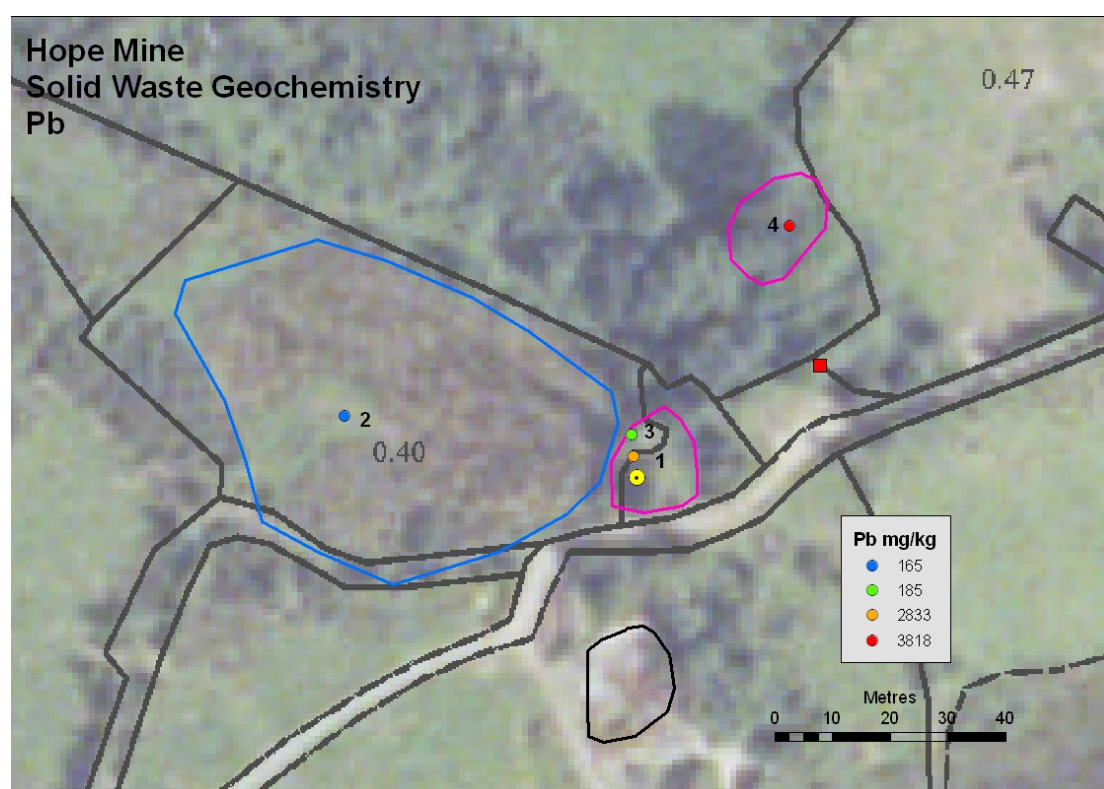 Hope Mine
Solid Waste Geochemistry
Pb
0.47
4
2
3
0.40
1
Pb mg/kg
165
185
2833
3818
Metres
0 10 20 30 40